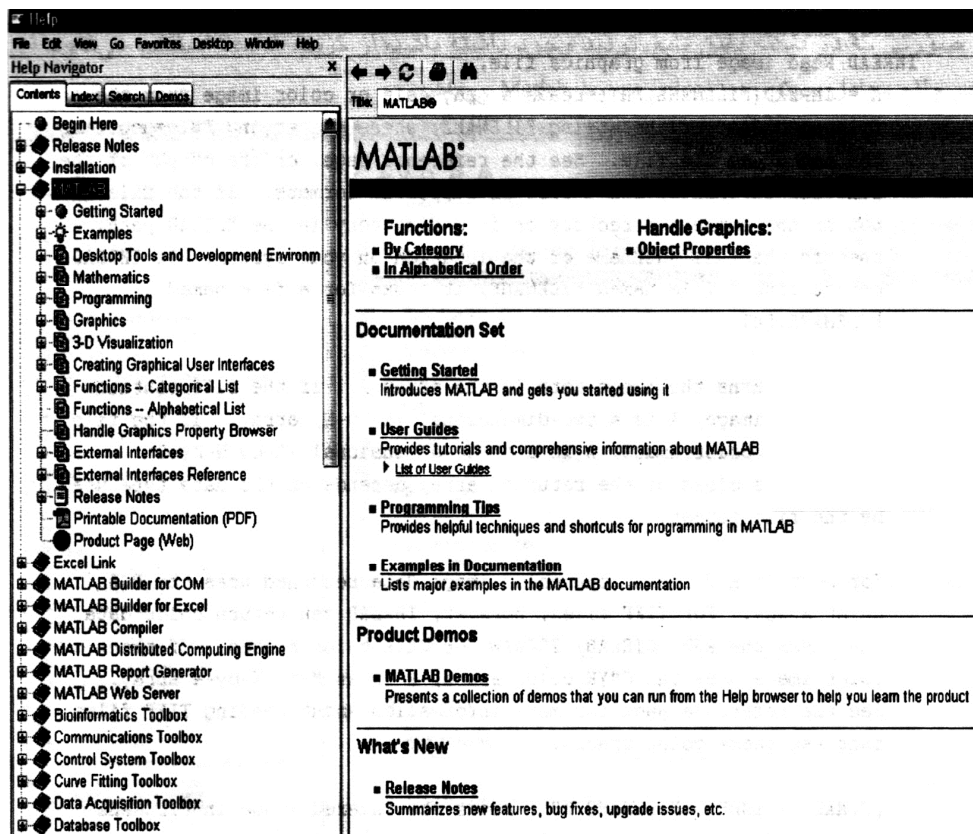 Help
File Edit View Go Favorites Desktop Window Help
Help Navigator
Contents Index Search Demos
Begin Here
Release Notes
Installation
MATLAB
Getting Started
Examples
Desktop Tools and Development Environm
Mathematics
Programming
Graphics
3-D Visualization
Creating Graphical User Interfaces
Functions -- Categorical List
Functions -- Alphabetical List
Handle Graphics Property Browser
External Interfaces
External Interfaces Reference
Release Notes
Printable Documentation (PDF)
Product Page (Web)
Excel Link
MATLAB Builder for COM
MATLAB Builder for Excel
MATLAB Compiler
MATLAB Distributed Computing Engine
MATLAB Report Generator
MATLAB Web Server
Bioinformatics Toolbox
Communications Toolbox
Control System Toolbox
Curve Fitting Toolbox
Data Acquisition Toolbox
Database Toolbox
Title: MATLAB®
MATLAB®
Functions:
By Category
In Alphabetical Order
Handle Graphics:
Object Properties
Documentation Set
Getting Started
Introduces MATLAB and gets you started using it
User Guides
Provides tutorials and comprehensive information about MATLAB
List of User Guides
Programming Tips
Provides helpful techniques and shortcuts for programming in MATLAB
Examples in Documentation
Lists major examples in the MATLAB documentation
Product Demos
MATLAB Demos
Presents a collection of demos that you can run from the Help browser to help you learn the product
What's New
Release Notes
Summarizes new features, bug fixes, upgrade issues, etc.